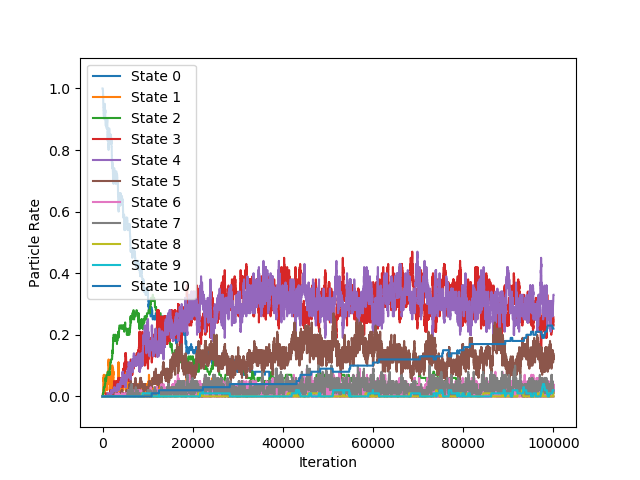 1.0
0.8
0.6
0.4
0.2
0.0
Particle Rate
State 0
State 1
State 2
State 3
State 4
State 5
State 6
State 7
State 8
State 9
State 10
0 20000 40000 60000 80000 100000
Iteration